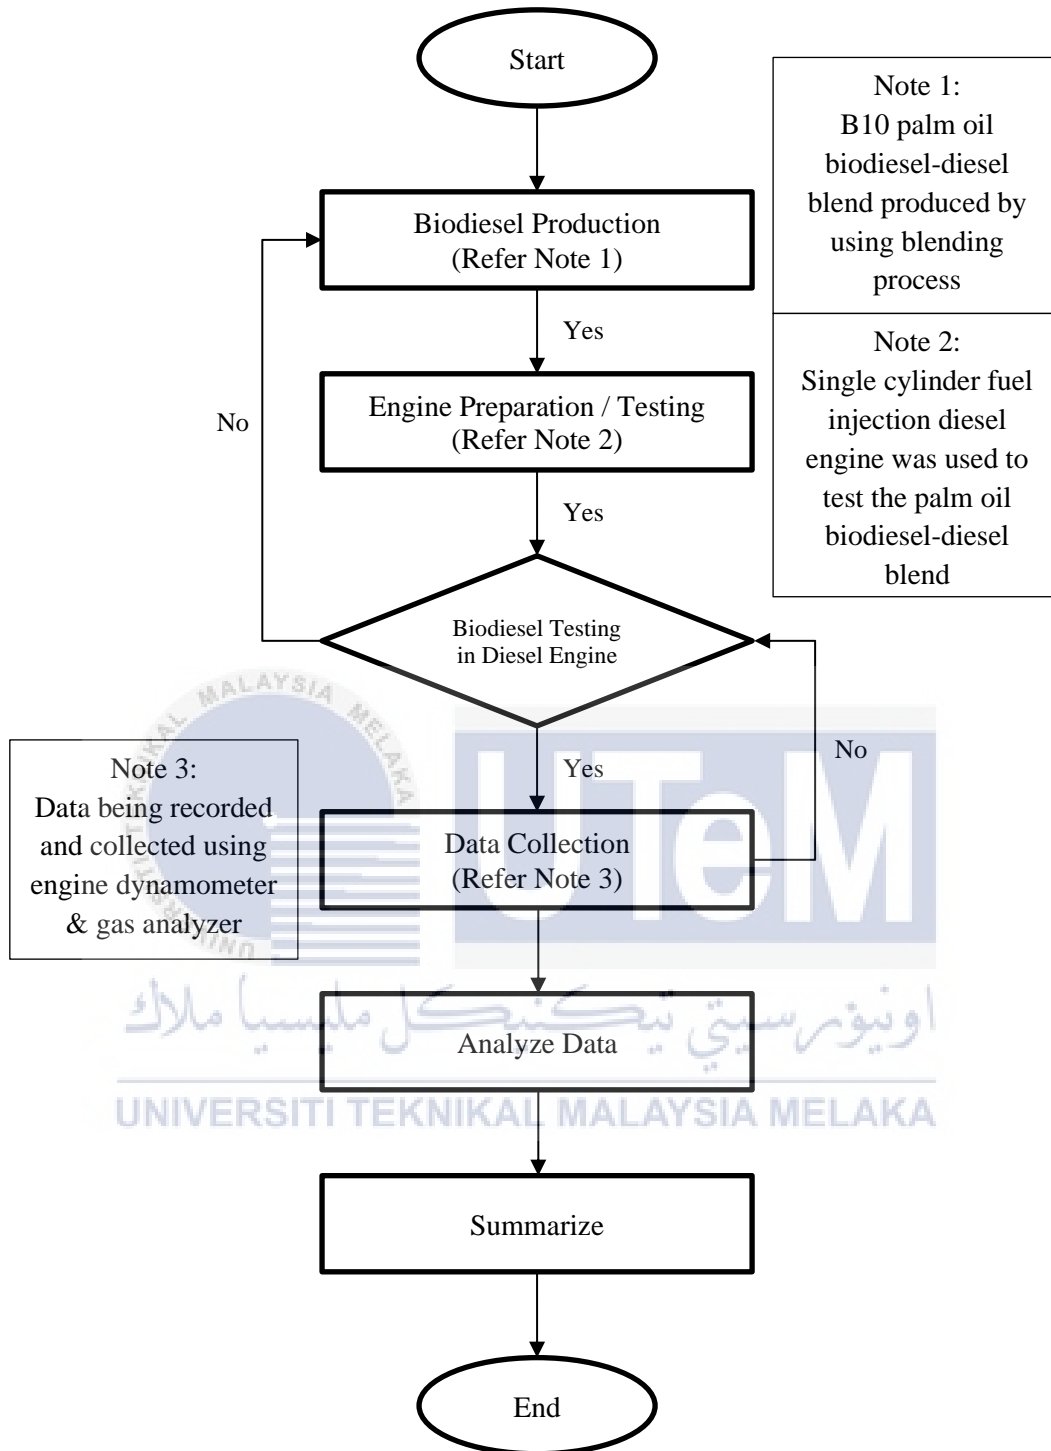 Start
Note 1:
B10 palm oil
biodiesel-diesel
blend produced by
using blending
process
Biodiesel Production
(Refer Note 1)
Yes
Note 2:
Single cylinder fuel
injection diesel
engine was used to
test the palm oil
biodiesel-diesel
blend
Engine Preparation / Testing
(Refer Note 2)
No
Yes
Biodiesel Testing
in Diesel Engine
No
Yes
Note 3:
Data being recorded
and collected using
engine dynamometer
& gas analyzer
Data Collection
(Refer Note 3)
UNIVERSITI TEKNIKAL MALAYSIA MELAKA
UTeM
اونيۏرسيتي تيكنيكل مليسيا ملاك
Analyze Data
UNIVERSITI TEKNIKAL MALAYSIA MELAKA
Summarize
End